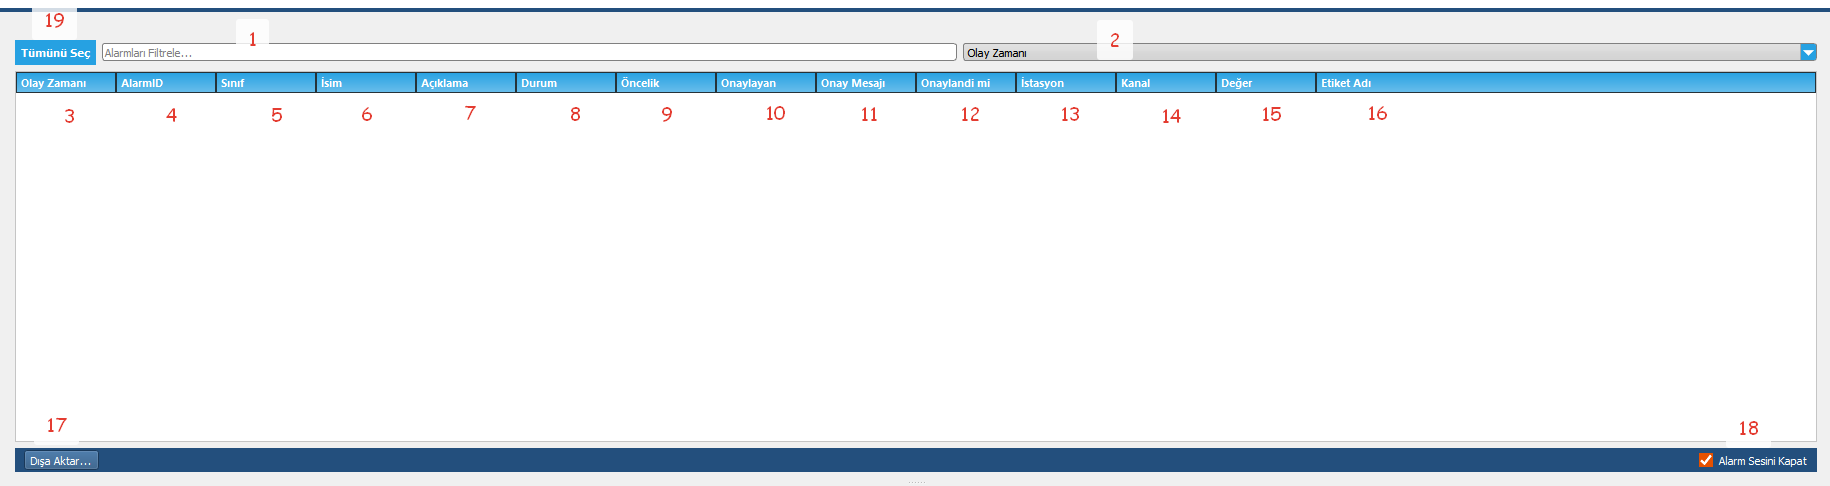 19
1
2
Tümünü Seç Alarmları Filtrele... Olay Zamanı
Olay Zamanı AlarmID Sınıf İsim Açıklama Durum Öncelik Onaylayan Onay Mesajı Onaylandi mi İstasyon Kanal Değer Etiket Adı
3 4 5 6 7 8 9 10 11 12 13 14 15 16
17
18
Dışa Aktar... Alarm Sesini Kapat